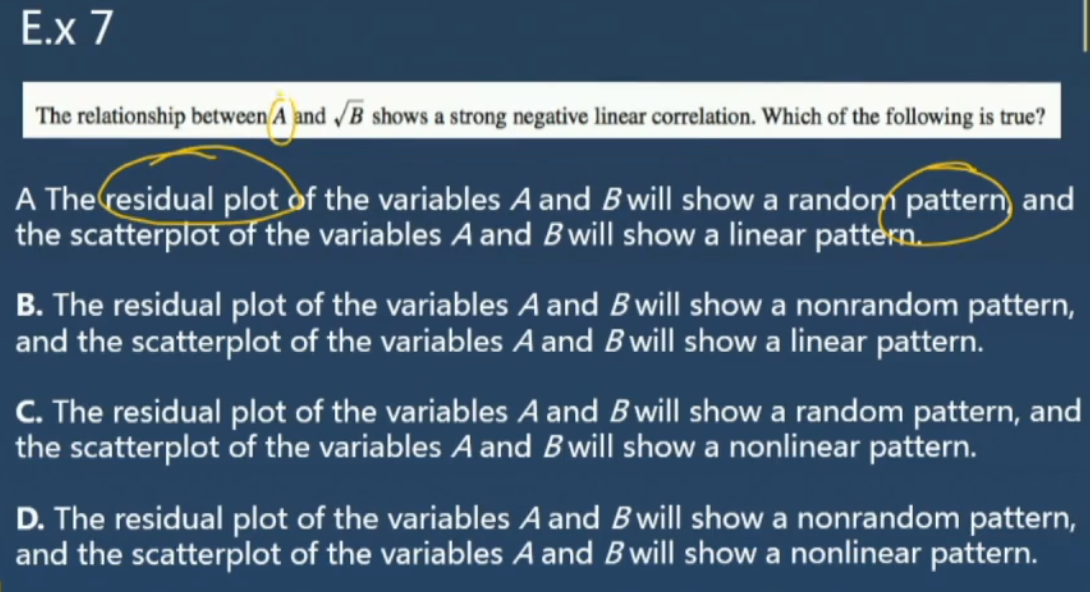 E.x 7
The relationship between A and √B shows a strong negative linear correlation. Which of the following is true?
A The residual plot of the variables A and B will show a random pattern, and
the scatterplot of the variables A and B will show a linear pattern.
B. The residual plot of the variables A and B will show a nonrandom pattern,
and the scatterplot of the variables A and B will show a linear pattern.
C. The residual plot of the variables A and B will show a random pattern, and
the scatterplot of the variables A and B will show a nonlinear pattern.
D. The residual plot of the variables A and B will show a nonrandom pattern,
and the scatterplot of the variables A and B will show a nonlinear pattern.